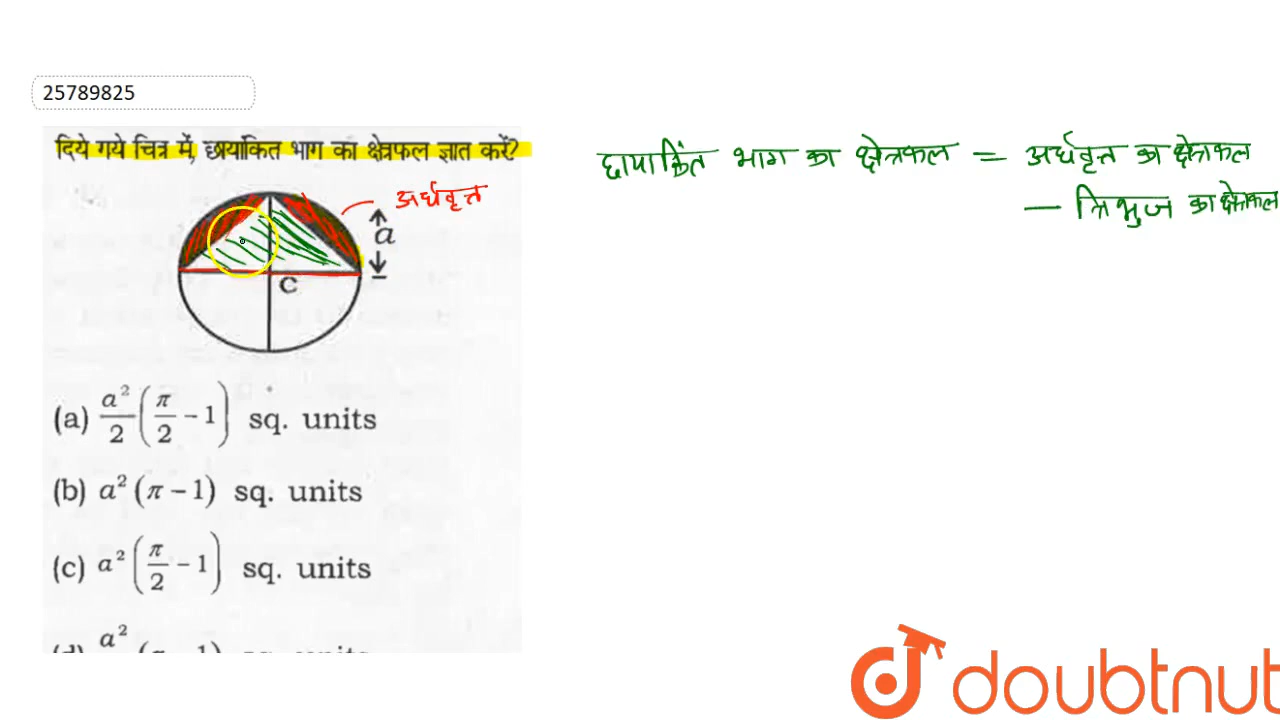 25789825
दिये गये चित्र में, छायांकित भाग का क्षेत्रफल ज्ञात करें?
छायांकित भाग का क्षेत्रफल = अर्धवृत्त का क्षेत्रफल
— त्रिभुज का क्षेत्रफल
अर्धवृत्त
a
C
(a) a²/2 (π/2 − 1) sq. units
(b) a² (π − 1) sq. units
(c) a² (π/2 − 1) sq. units
a²
doubtnut